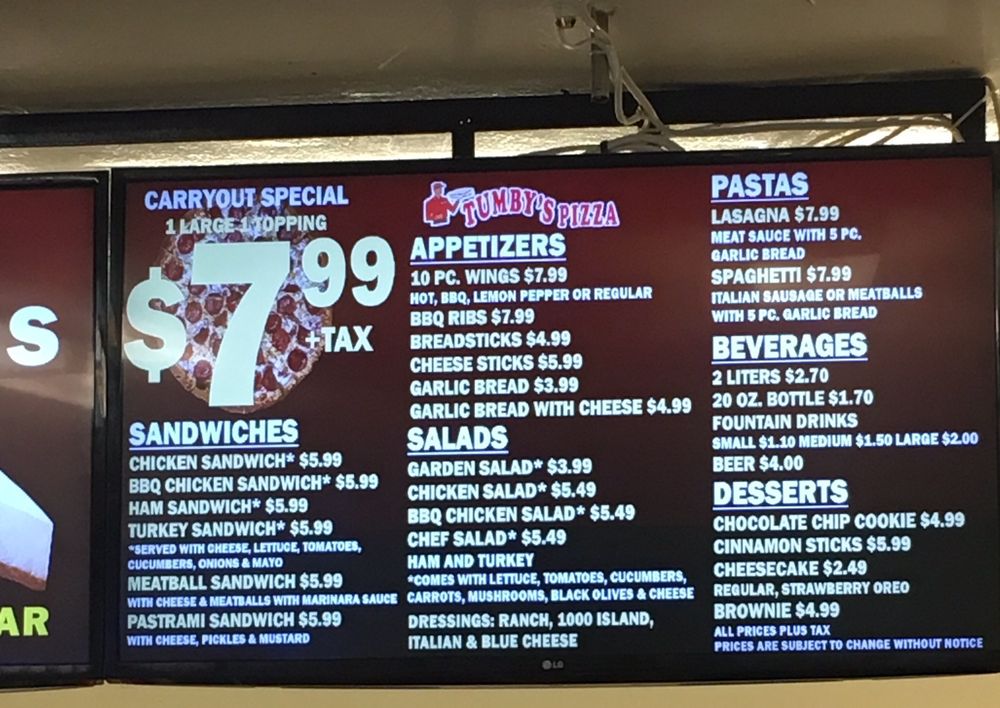 S
AR
CARRYOUT SPECIAL
1 LARGE 1 TOPPING
$7.99
+TAX
SANDWICHES
CHICKEN SANDWICH* $5.99
BBQ CHICKEN SANDWICH* $5.99
HAM SANDWICH* $5.99
TURKEY SANDWICH* $5.99
*SERVED WITH CHEESE, LETTUCE, TOMATOES,
CUCUMBERS, ONIONS & MAYO
MEATBALL SANDWICH $5.99
WITH CHEESE & MEATBALLS WITH MARINARA SAUCE
PASTRAMI SANDWICH $5.99
WITH CHEESE, PICKLES & MUSTARD
TUMBY'S PIZZA
APPETIZERS
10 PC. WINGS $7.99
HOT, BBQ, LEMON PEPPER OR REGULAR
BBQ RIBS $7.99
BREADSTICKS $4.99
CHEESE STICKS $5.99
GARLIC BREAD $3.99
GARLIC BREAD WITH CHEESE $4.99
SALADS
GARDEN SALAD* $3.99
CHICKEN SALAD* $5.49
BBQ CHICKEN SALAD* $5.49
CHEF SALAD* $5.49
HAM AND TURKEY
*COMES WITH LETTUCE, TOMATOES, CUCUMBERS,
CARROTS, MUSHROOMS, BLACK OLIVES & CHEESE
DRESSINGS: RANCH, 1000 ISLAND,
ITALIAN & BLUE CHEESE
PASTAS
LASAGNA $7.99
MEAT SAUCE WITH 5 PC.
GARLIC BREAD
SPAGHETTI $7.99
ITALIAN SAUSAGE OR MEATBALLS
WITH 5 PC. GARLIC BREAD
BEVERAGES
2 LITERS $2.70
20 OZ. BOTTLE $1.70
FOUNTAIN DRINKS
SMALL $1.10 MEDIUM $1.50 LARGE $2.00
BEER $4.00
DESSERTS
CHOCOLATE CHIP COOKIE $4.99
CINNAMON STICKS $5.99
CHEESECAKE $2.49
REGULAR, STRAWBERRY OREO
BROWNIE $4.99
ALL PRICES PLUS TAX
PRICES ARE SUBJECT TO CHANGE WITHOUT NOTICE
LG